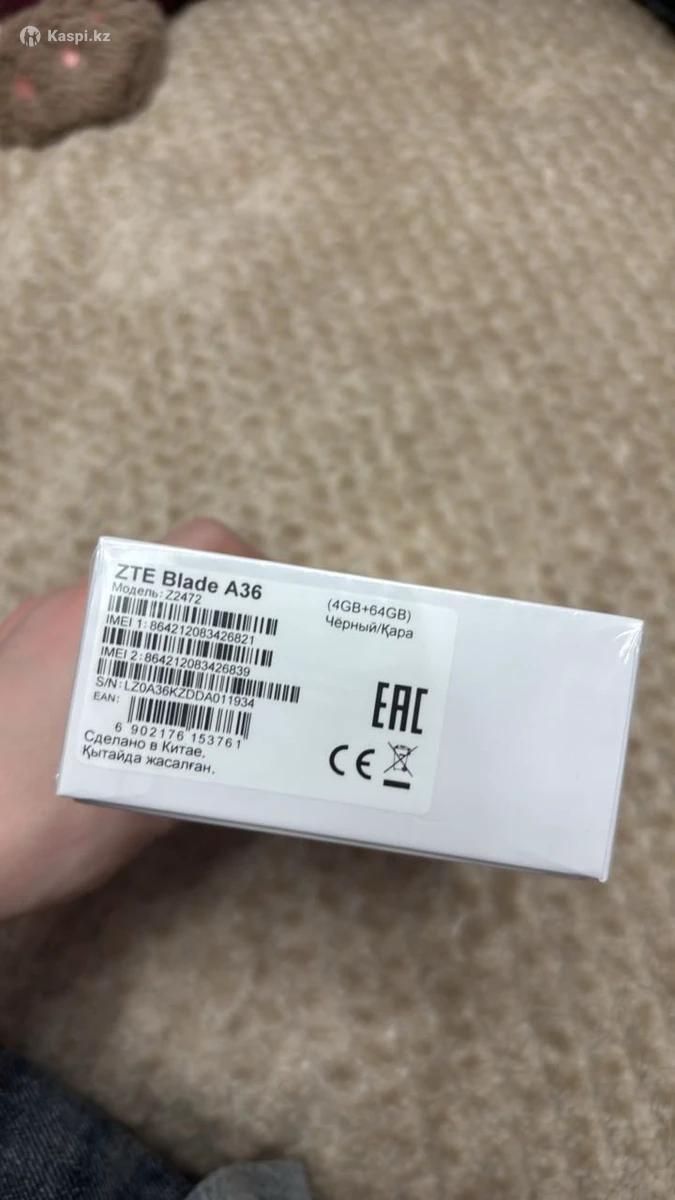 Kaspi.kz
ZTE Blade A36
Модель: Z2472
(4GB+64GB)
Чёрный/Қара
IMEI 1: 864212083426821
IMEI 2: 864212083426839
S/N: LZ0A36KZDDA011934
EAN:
6 902176 153761
Сделано в Китае.
Қытайда жасалған.
EAC
CE